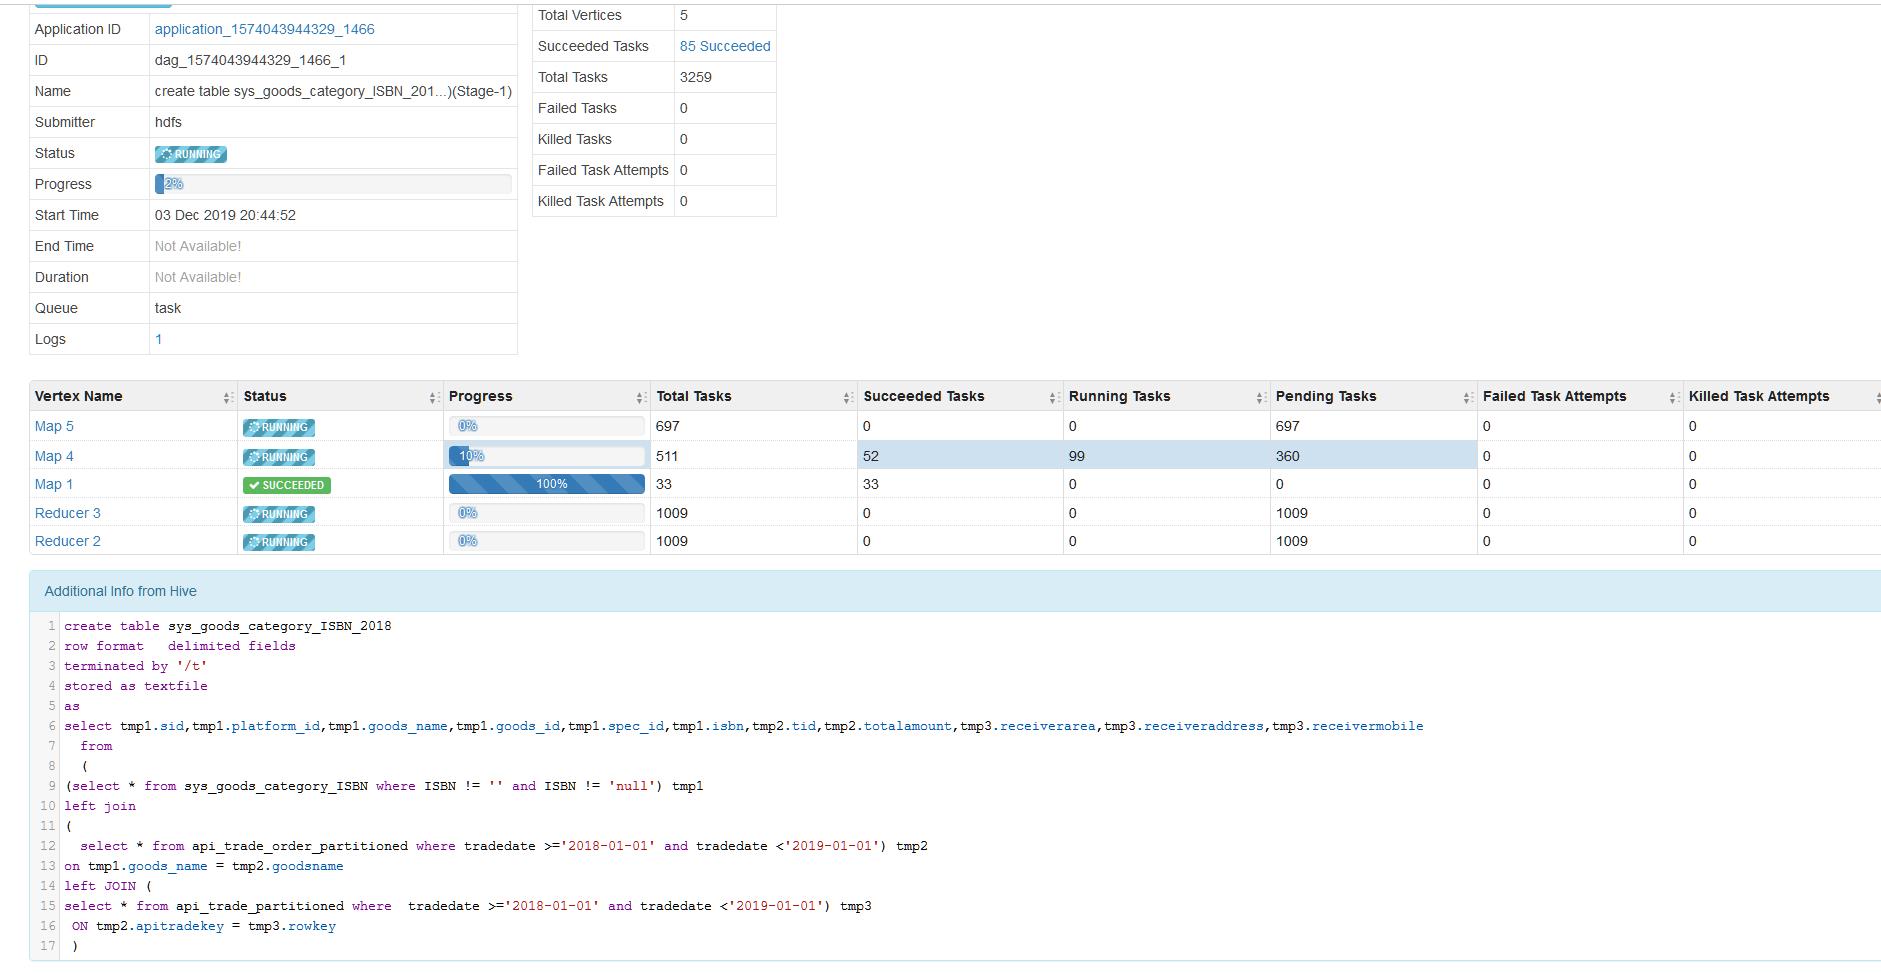 Application ID application_1574043944329_1466
ID dag_1574043944329_1466_1
Name create table sys_goods_category_ISBN_201...)(Stage-1)
Submitter hdfs
Status RUNNING
Progress 2%
Start Time 03 Dec 2019 20:44:52
End Time Not Available!
Duration Not Available!
Queue task
Logs 1
Total Vertices 5
Succeeded Tasks 85 Succeeded
Total Tasks 3259
Failed Tasks 0
Killed Tasks 0
Failed Task Attempts 0
Killed Task Attempts 0
Vertex Name Status Progress Total Tasks Succeeded Tasks Running Tasks Pending Tasks Failed Task Attempts Killed Task Attempts
Map 5 RUNNING 0% 697 0 0 697 0 0
Map 4 RUNNING 10% 511 52 99 360 0 0
Map 1 SUCCEEDED 100% 33 33 0 0 0 0
Reducer 3 RUNNING 0% 1009 0 0 1009 0 0
Reducer 2 RUNNING 0% 1009 0 0 1009 0 0
Additional Info from Hive
1 create table sys_goods_category_ISBN_2018
2 row format   delimited fields
3 terminated by '/t'
4 stored as textfile
5 as
6 select tmp1.sid,tmp1.platform_id,tmp1.goods_name,tmp1.goods_id,tmp1.spec_id,tmp1.isbn,tmp2.tid,tmp2.totalamount,tmp3.receiverarea,tmp3.receiveraddress,tmp3.receivermobile
7   from
8   (
9 (select * from sys_goods_category_ISBN where ISBN != '' and ISBN != 'null') tmp1
10 left join
11 (
12   select * from api_trade_order_partitioned where tradedate >='2018-01-01' and tradedate <'2019-01-01') tmp2
13 on tmp1.goods_name = tmp2.goodsname
14 left JOIN (
15 select * from api_trade_partitioned where  tradedate >='2018-01-01' and tradedate <'2019-01-01') tmp3
16  ON tmp2.apitradekey = tmp3.rowkey
17  )